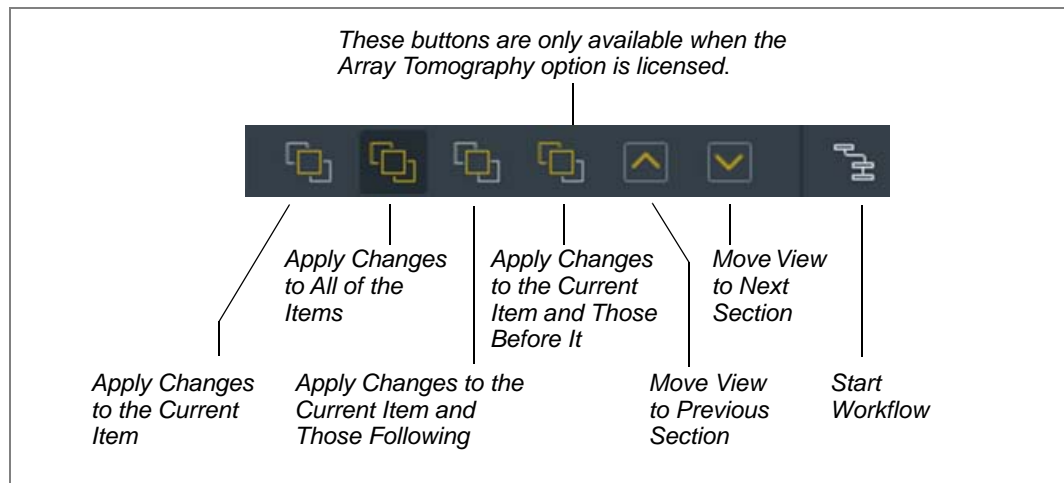 These buttons are only available when the
Array Tomography option is licensed.
Apply Changes
to All of the
Items
Apply Changes
to the Current
Item and Those
Before It
Move View
to Next
Section
Apply Changes
to the Current
Item
Apply Changes to the
Current Item and
Those Following
Move View
to Previous
Section
Start
Workflow